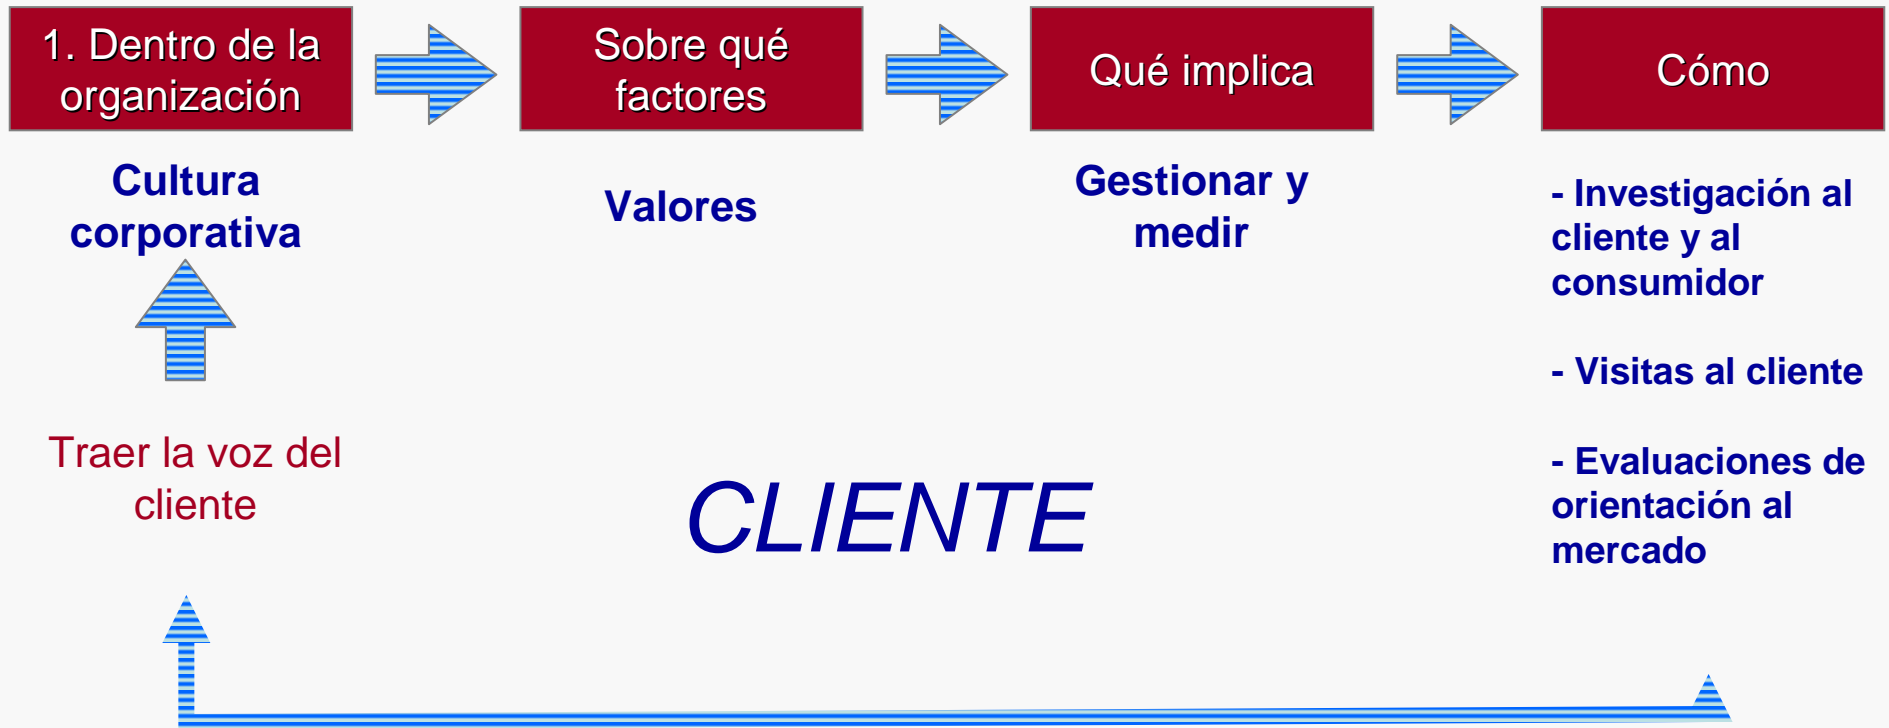 1. Dentro de la
organización
Sobre qué
factores
Qué implica
Cómo
Cultura
corporativa
Valores
Gestionar y
medir
- Investigación al
cliente y al
consumidor
- Visitas al cliente
- Evaluaciones de
orientación al
mercado
Traer la voz del
cliente
CLIENTE